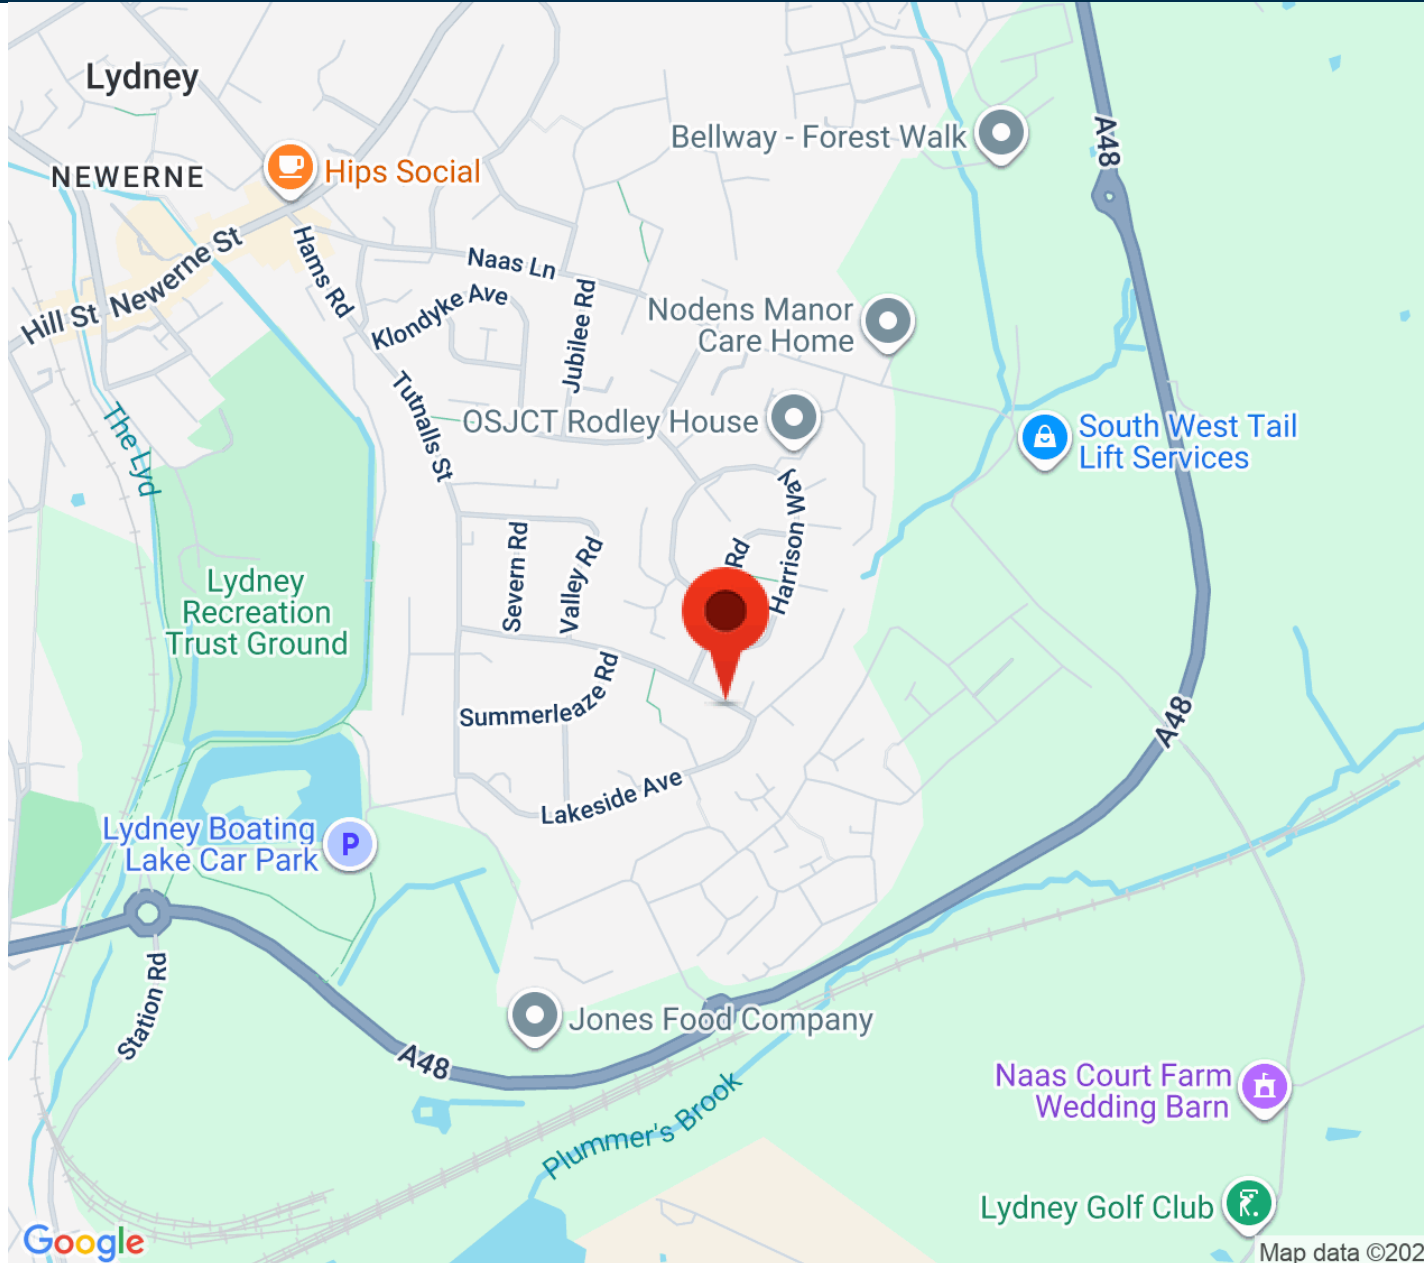 Lydney
NEWERNE
Hips Social
Bellway - Forest Walk
A48
Hill St
Newerne St
Hams Rd
Naas Ln
Klondyke Ave
Jubilee Rd
Nodens Manor
Care Home
The Lyd
Tutnalls St
OSJCT Rodley House
South West Tail
Lift Services
Harrison Way
Severn Rd
Valley Rd
Rd
Lydney
Recreation
Trust Ground
Summerleaze Rd
A48
Lakeside Ave
Lydney Boating
Lake Car Park
P
Station Rd
A48
Jones Food Company
Plummer's Brook
Naas Court Farm
Wedding Barn
Lydney Golf Club
Google
Map data ©202